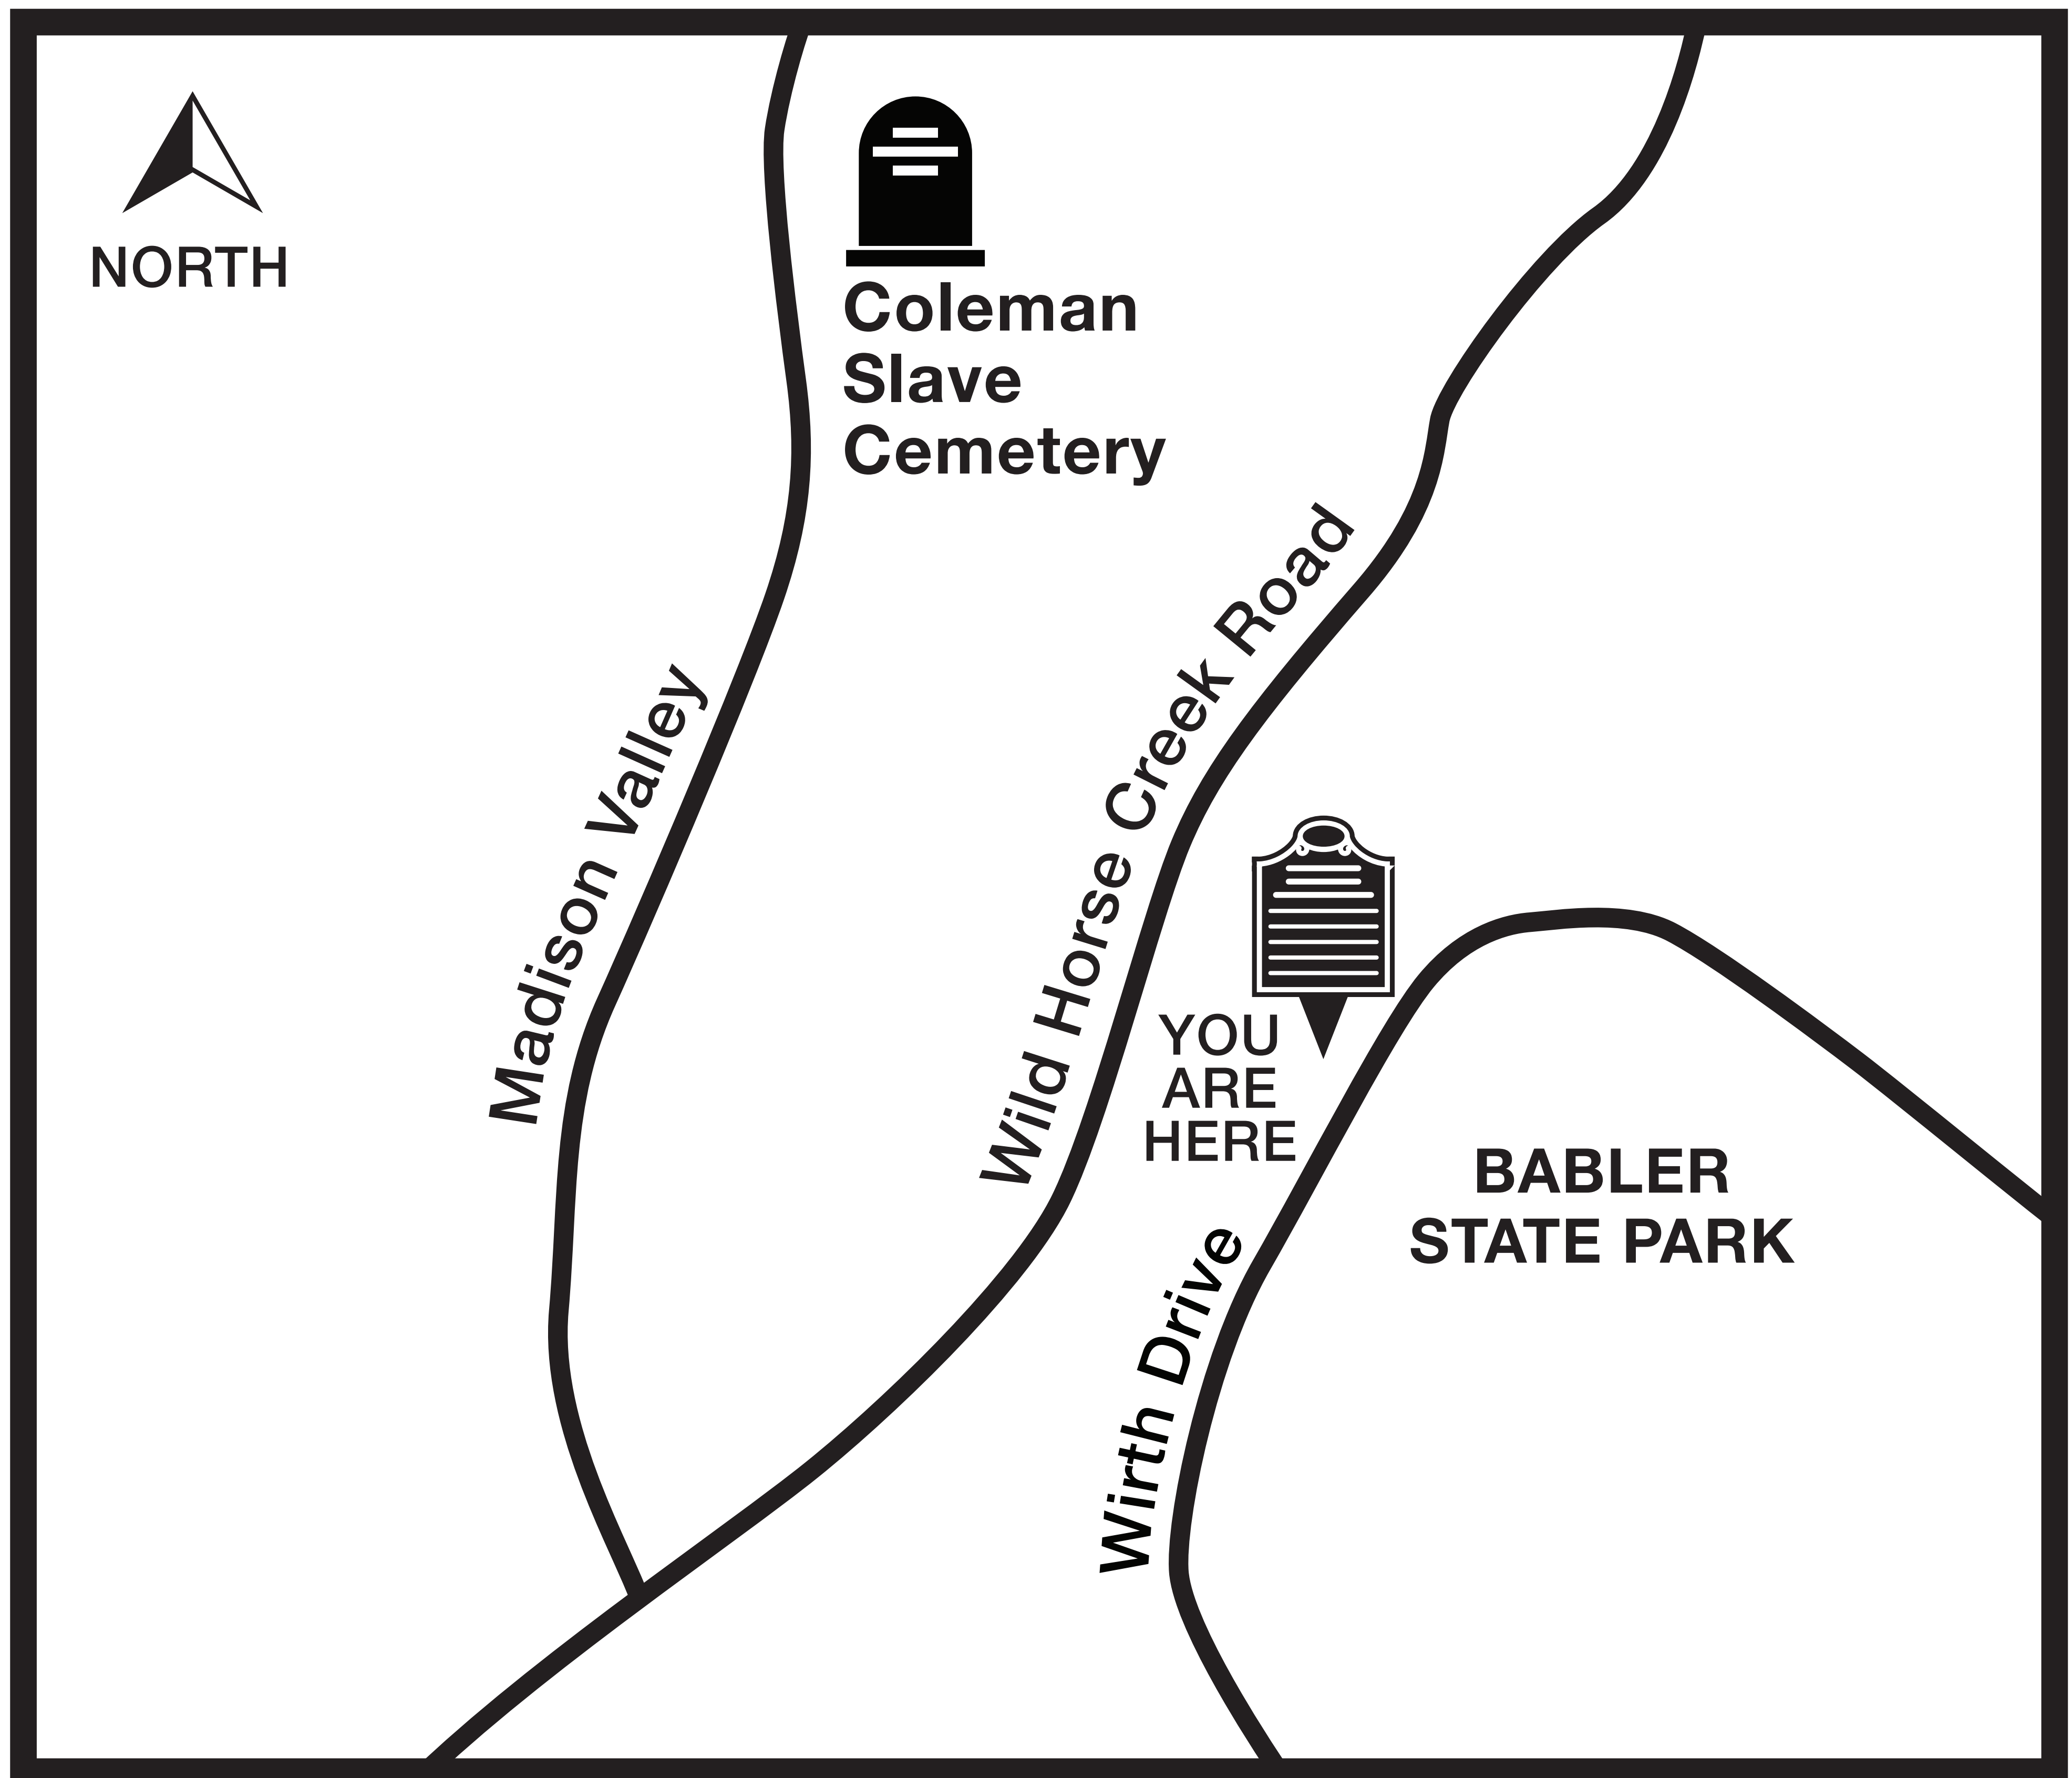 NORTH
Coleman
Slave
Cemetery
Madison Valley
Wild Horse Creek Road
YOU
ARE
HERE
BABLER
STATE PARK
Wirth Drive